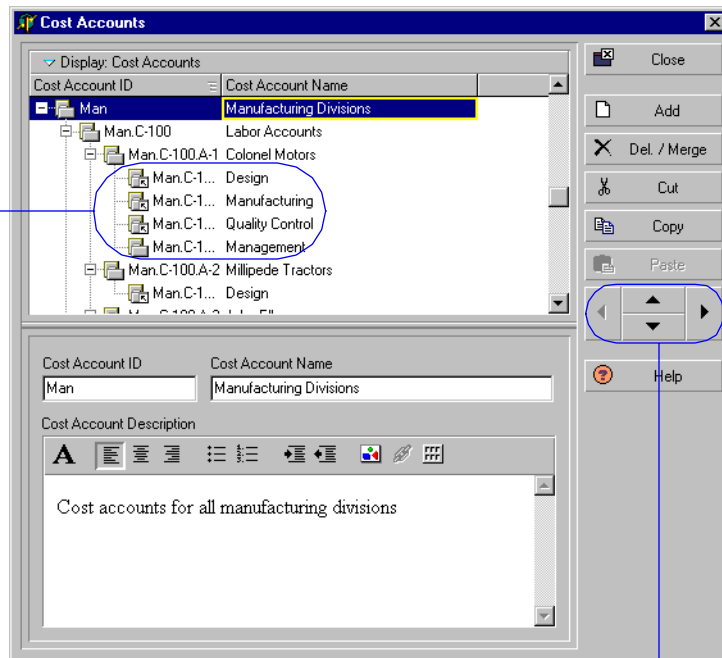 Cost Accounts
Display: Cost Accounts
Cost Account ID Cost Account Name
Man Manufacturing Divisions
Man.C-100 Labor Accounts
Man.C-100.A-1 Colonel Motors
Man.C-1... Design
Man.C-1... Manufacturing
Man.C-1... Quality Control
Man.C-1... Management
Man.C-100.A-2 Millipede Tractors
Man.C-1... Design
Close
Add
Del. / Merge
Cut
Copy
Paste
Help
Cost Account ID Cost Account Name
Man Manufacturing Divisions
Cost Account Description
A
Cost accounts for all manufacturing divisions